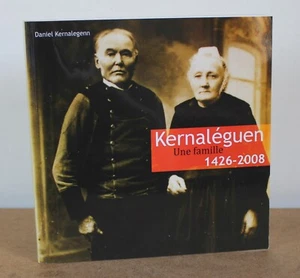 Daniel Kernalegenn
Kernaléguen
Une famille
1426-2008